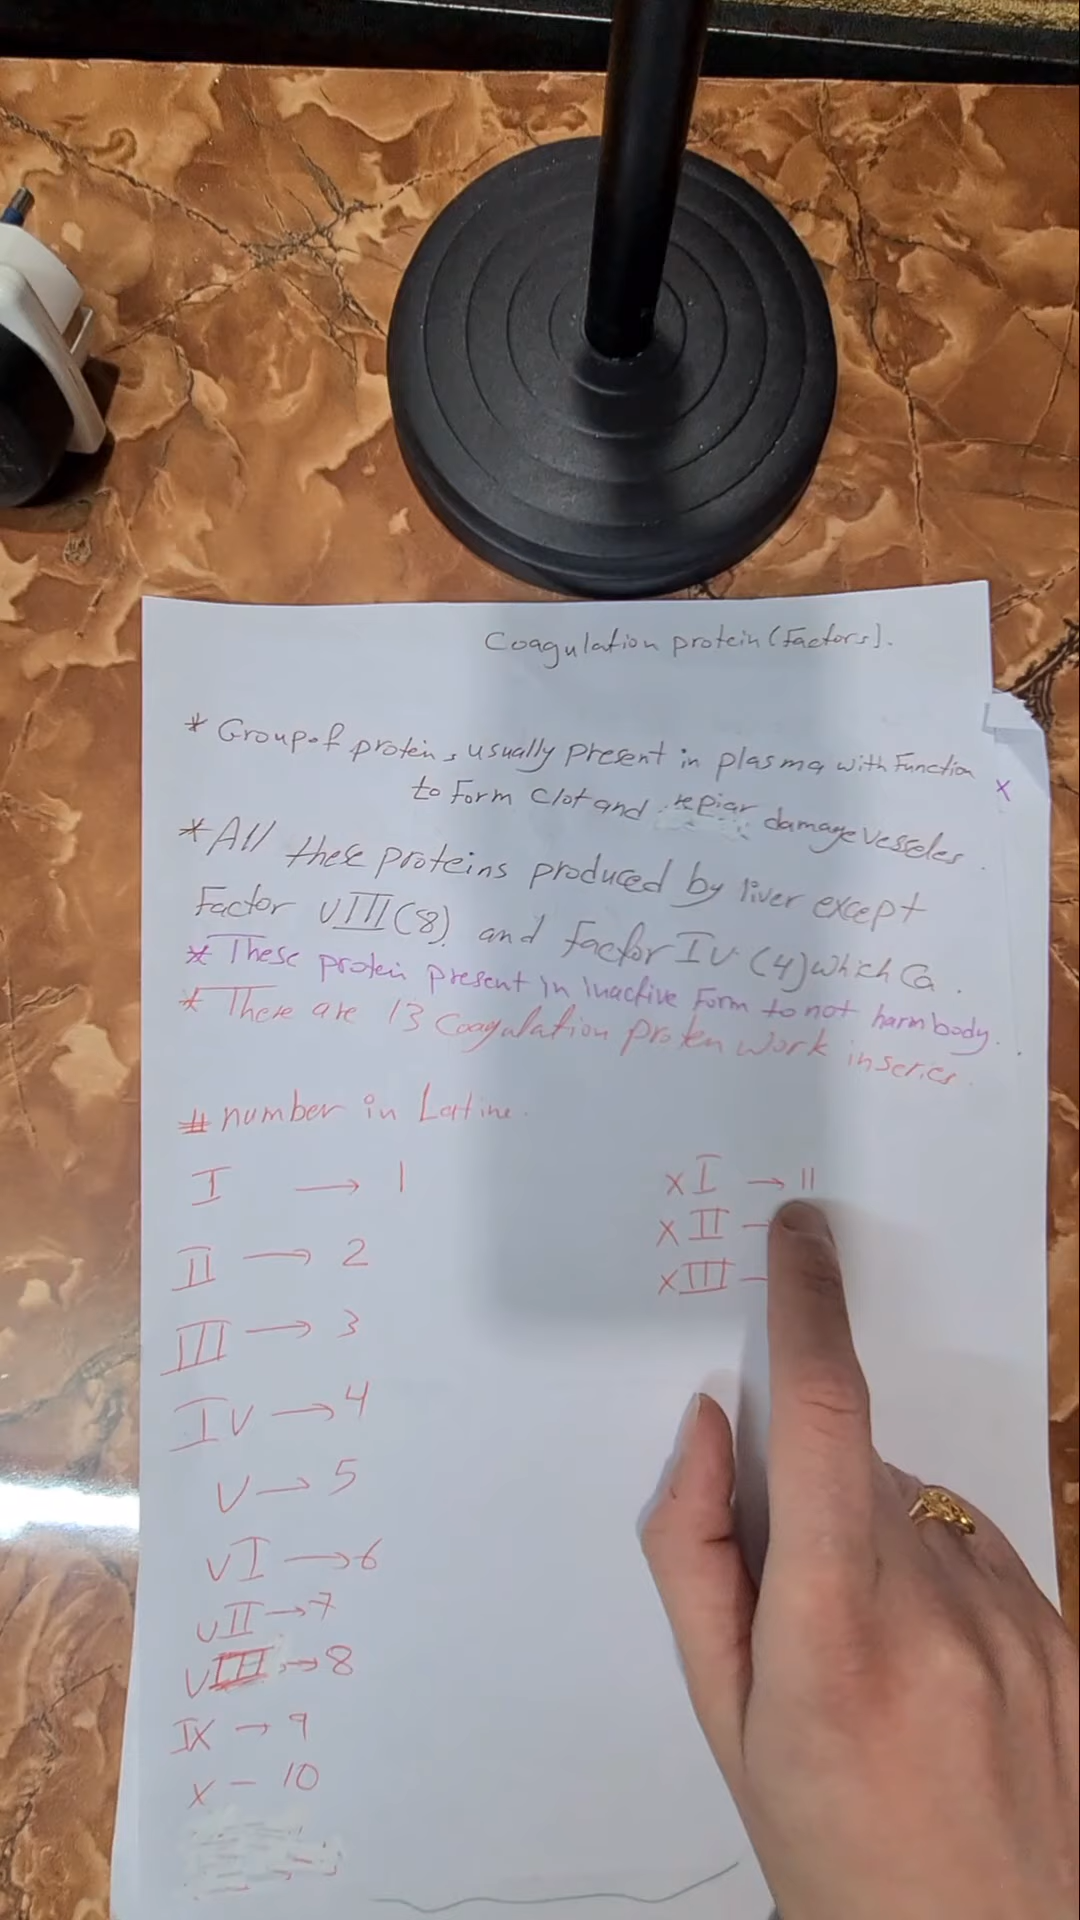 Coagulation protein (Factors).
* Group of protein, usually present in plasma with Function
to Form Clot and repiar damage vesseles.
* All these proteins produced by liver except
Factor VIII (8) and factor IV (4) which Ca.
* These protein present in inactive Form to not harm body.
* There are 13 Coagulation protien work in series.
# number in Latine.
I → 1
II → 2
III → 3
IV → 4
V → 5
VI → 6
VII → 7
VIII → 8
IX → 9
X - 10
XI → 11
XII →
XIII -
X